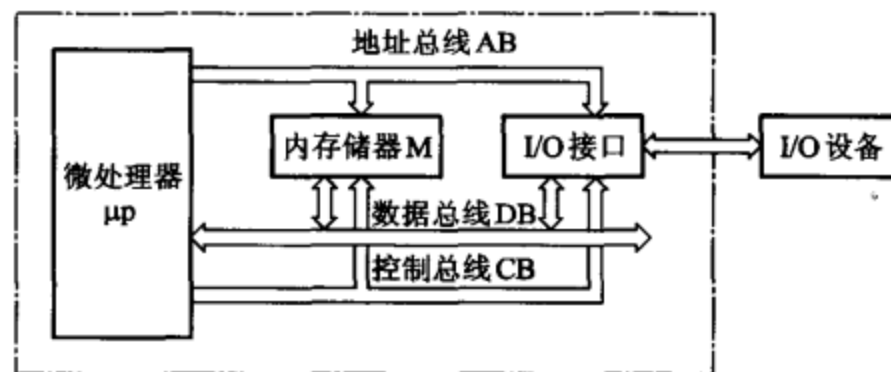 地址总线AB
内存储器M
I/O接口
I/O设备
微处理器
μp
数据总线DB
控制总线CB